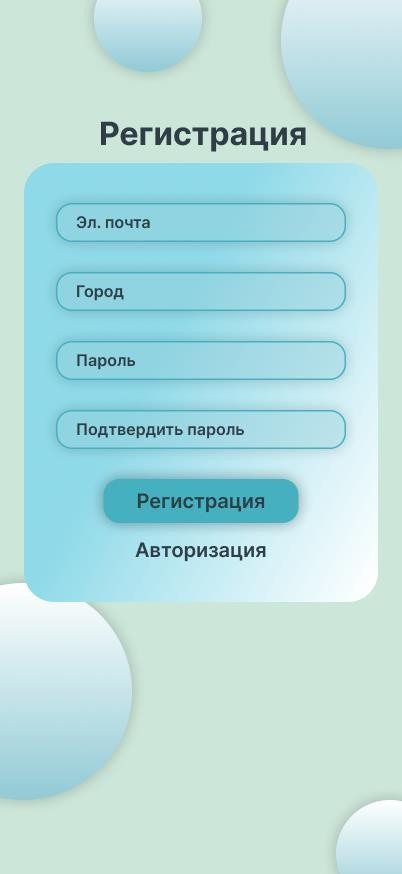 Регистрация
Эл. почта
Город
Пароль
Подтвердить пароль
Регистрация
Авторизация